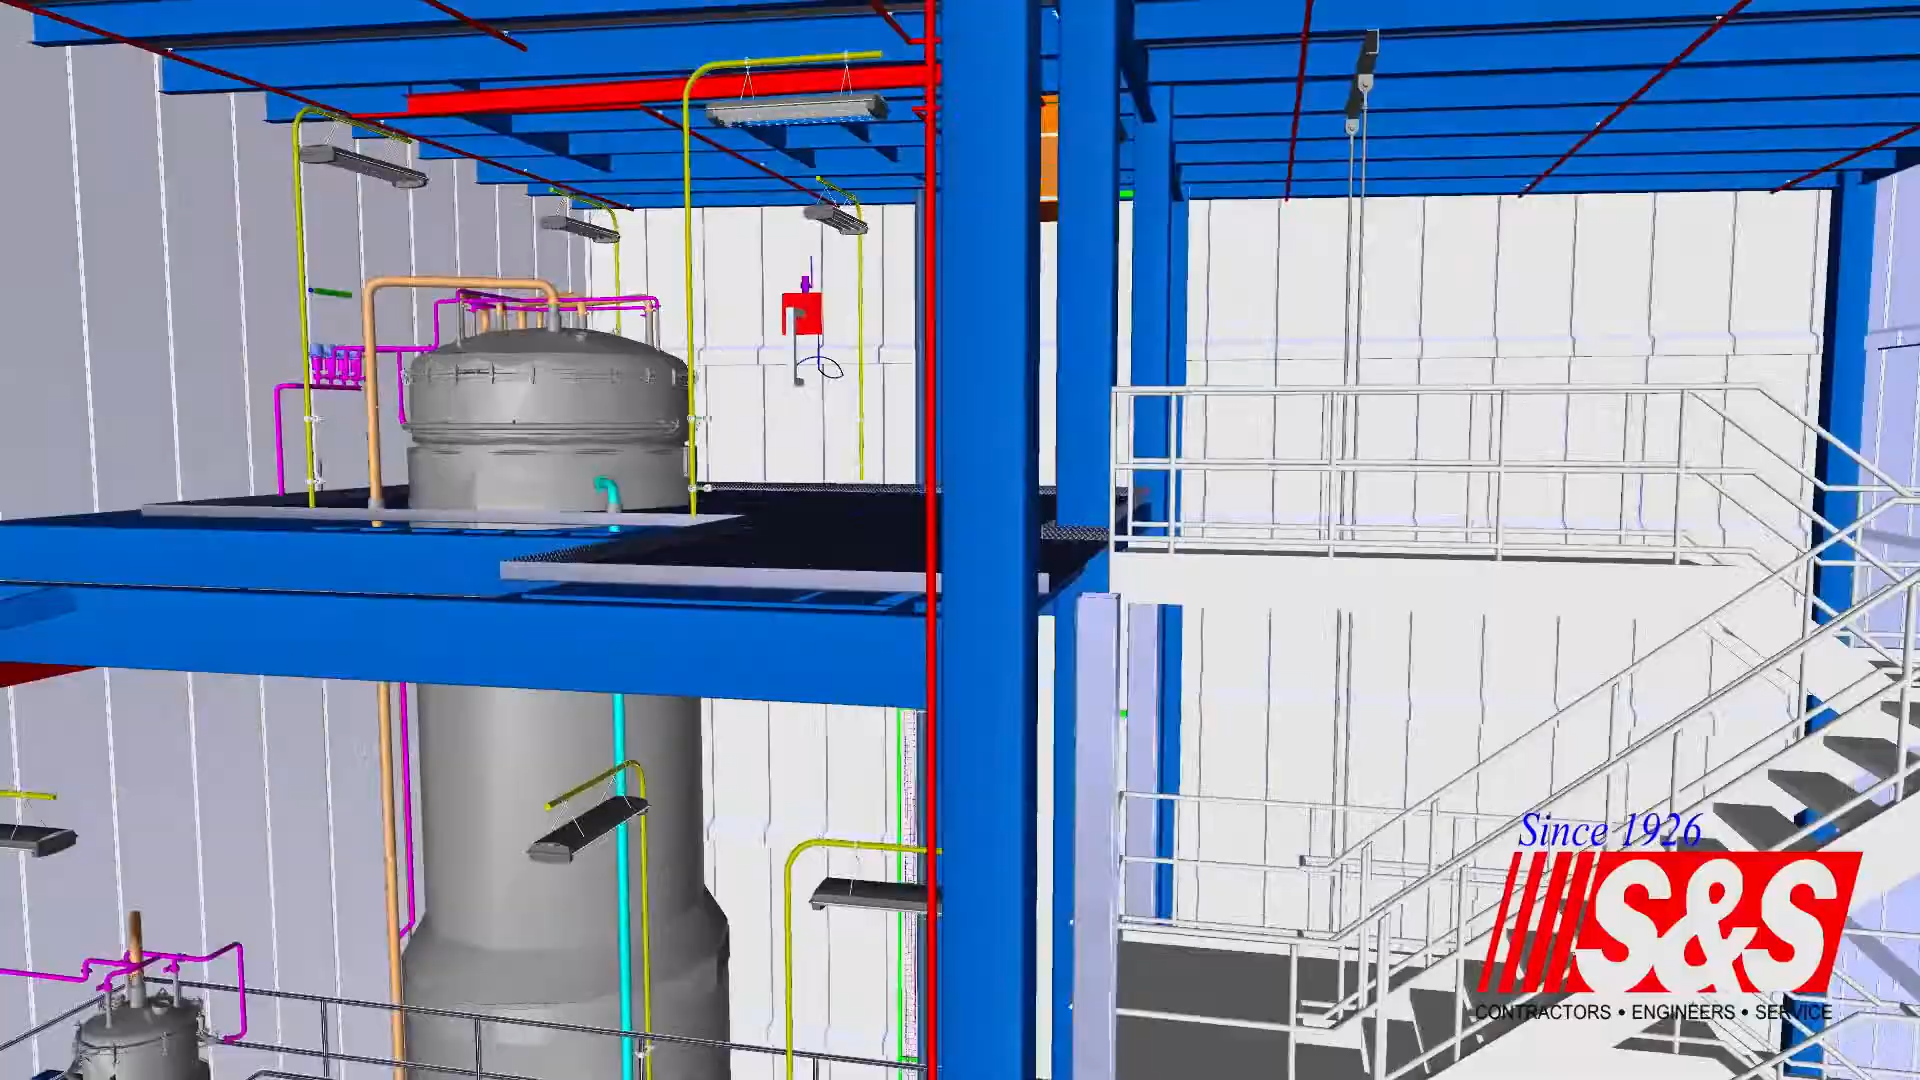 Since 1926
S&S
CONTRACTORS • ENGINEERS • SERVICE